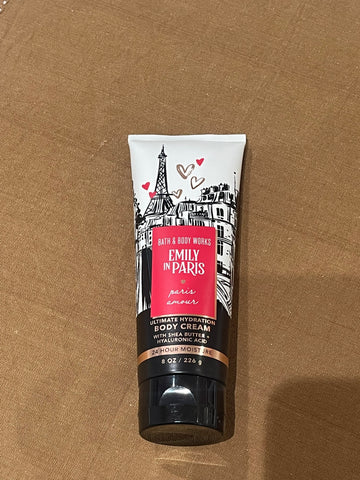 BATH & BODY WORKS
EMILY
IN PARIS
paris
amour
ULTIMATE HYDRATION
BODY CREAM
WITH SHEA BUTTER +
HYALURONIC ACID
24 HOUR MOISTURE
8 OZ / 226 g